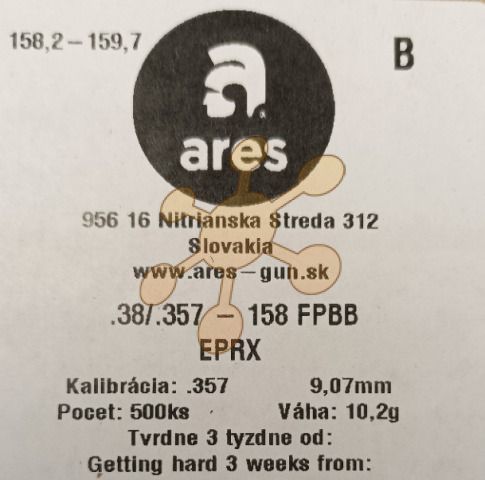 158,2-159,7
B
ares
956 16 Nitrianska Streda 312
Slovakia
www.ares-gun.sk
.38/.357 - 158 FPBB
EPRX
Kalibrácia: .357 9,07mm
Pocet: 500ks Váha: 10,2g
Tvrdne 3 tyzdne od:
Getting hard 3 weeks from: